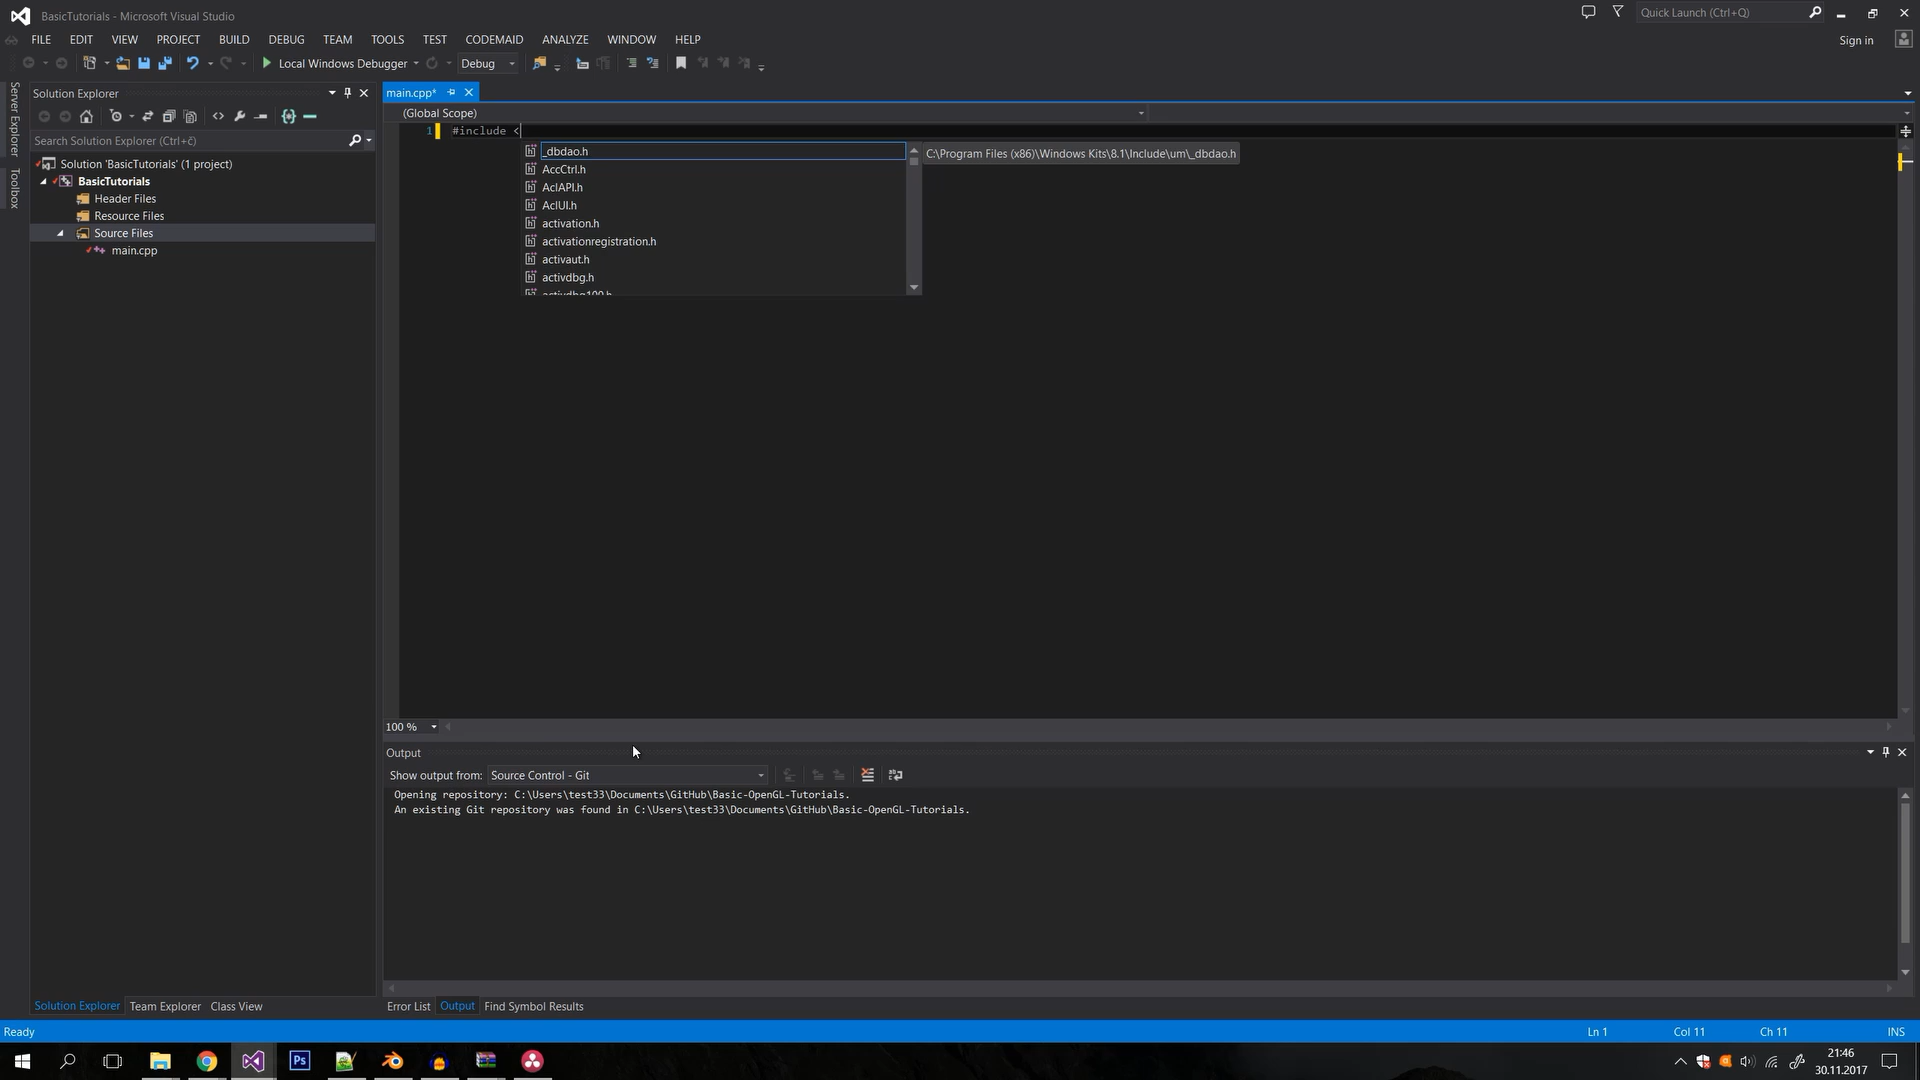 BasicTutorials - Microsoft Visual Studio
Quick Launch (Ctrl+Q)
FILE EDIT VIEW PROJECT BUILD DEBUG TEAM TOOLS TEST CODEMAID ANALYZE WINDOW HELP
Sign in
Local Windows Debugger
Debug
Server Explorer
Toolbox
Solution Explorer
Search Solution Explorer (Ctrl+č)
Solution 'BasicTutorials' (1 project)
BasicTutorials
Header Files
Resource Files
Source Files
main.cpp
main.cpp*
(Global Scope)
1 #include <
_dbdao.h
C:\Program Files (x86)\Windows Kits\8.1\Include\um\_dbdao.h
AccCtrl.h
AclAPI.h
AclUI.h
activation.h
activationregistration.h
activaut.h
activdbg.h
activdbg100.h
100 %
Output
Show output from: Source Control - Git
Opening repository: C:\Users\test33\Documents\GitHub\Basic-OpenGL-Tutorials.
An existing Git repository was found in C:\Users\test33\Documents\GitHub\Basic-OpenGL-Tutorials.
Solution Explorer Team Explorer Class View
Error List Output Find Symbol Results
Ready
Ln 1 Col 11 Ch 11 INS
Ps
21:46
30.11.2017